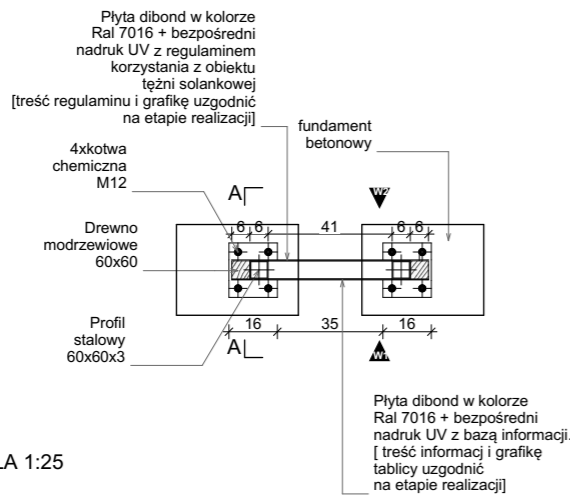 Płyta dibond w kolorze
Ral 7016 + bezpośredni
nadruk UV z regulaminem
korzystania z obiektu
tężni solankowej
[treść regulaminu i grafikę uzgodnić
na etapie realizacji]
fundament
betonowy
4xkotwa
chemiczna
M12
A
W2
6 6 41 6 6
Drewno
modrzewiowe
60x60
Profil
stalowy
60x60x3
16 35 16
A
W1
Płyta dibond w kolorze
Ral 7016 + bezpośredni
nadruk UV z bazą informacji.
[ treść informacj i grafikę
tablicy uzgodnić
na etapie realizacji]
LA 1:25